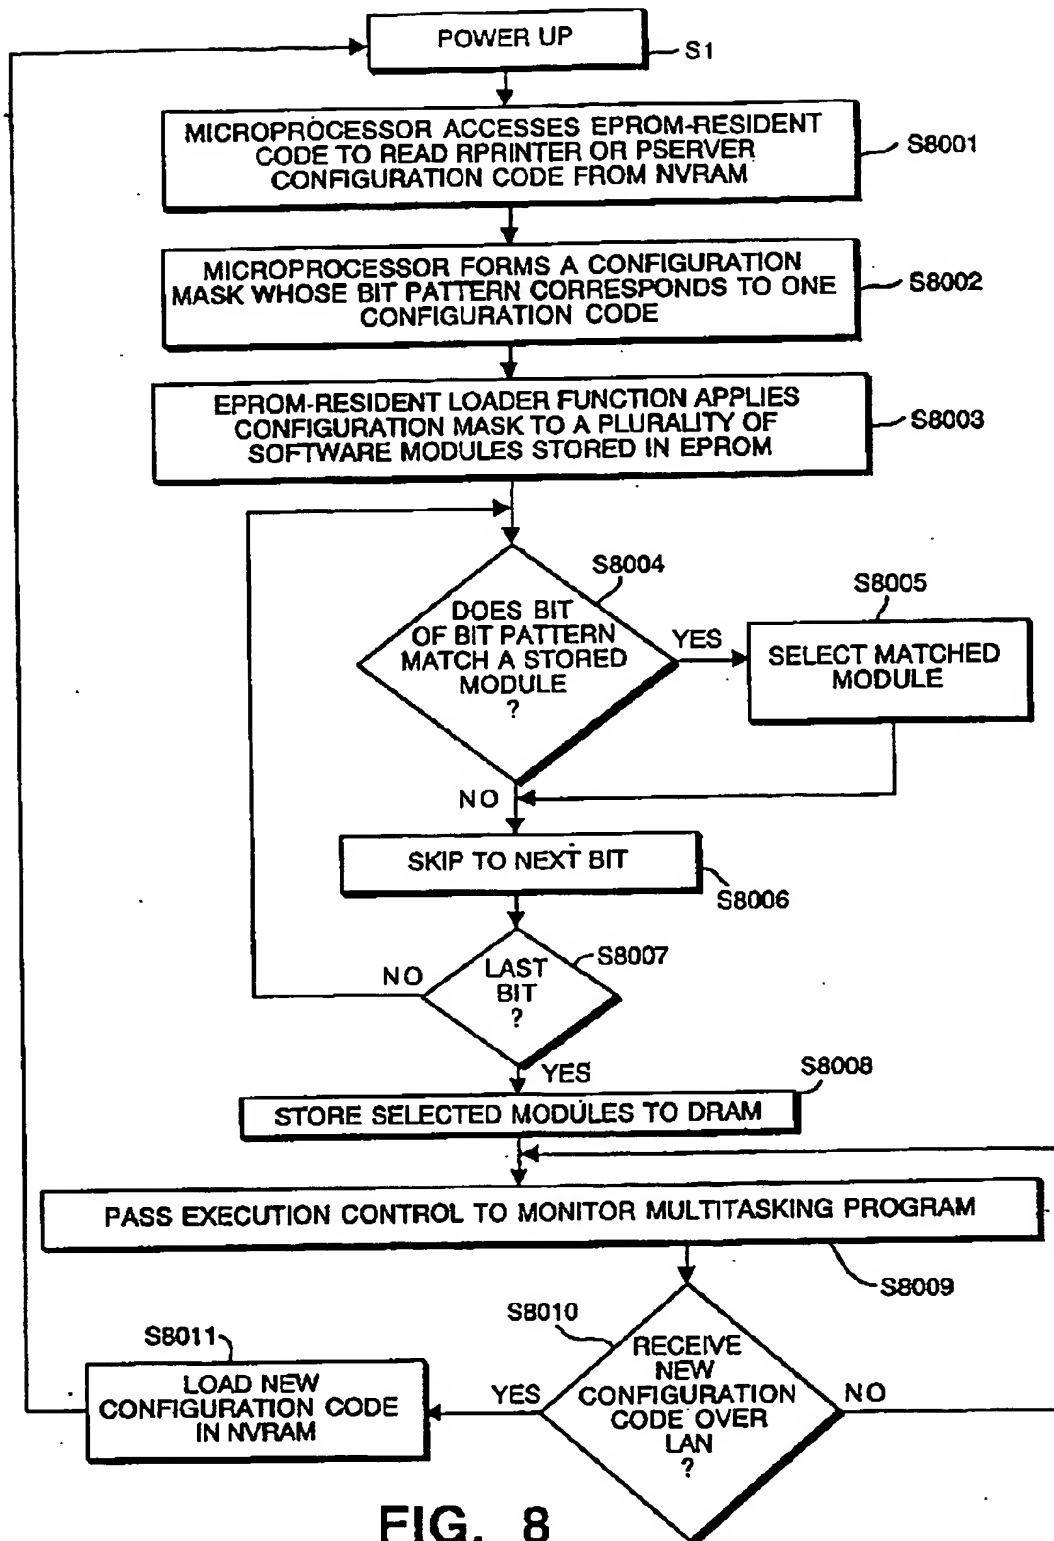 POWER UP
S1
MICROPROCESSOR ACCESSES EPROM-RESIDENT
CODE TO READ RPRINTER OR PSERVER
CONFIGURATION CODE FROM NVRAM
S8001
MICROPROCESSOR FORMS A CONFIGURATION
MASK WHOSE BIT PATTERN CORRESPONDS TO ONE
CONFIGURATION CODE
S8002
EPROM-RESIDENT LOADER FUNCTION APPLIES
CONFIGURATION MASK TO A PLURALITY OF
SOFTWARE MODULES STORED IN EPROM
S8003
S8004
DOES BIT
OF BIT PATTERN
MATCH A STORED
MODULE
?
YES
S8005
SELECT MATCHED
MODULE
NO
SKIP TO NEXT BIT
S8006
S8007
LAST
BIT
?
NO
YES
S8008
STORE SELECTED MODULES TO DRAM
PASS EXECUTION CONTROL TO MONITOR MULTITASKING PROGRAM
S8009
S8010
RECEIVE
NEW
CONFIGURATION
CODE OVER
LAN
?
YES
NO
S8011
LOAD NEW
CONFIGURATION CODE
IN NVRAM
FIG. 8